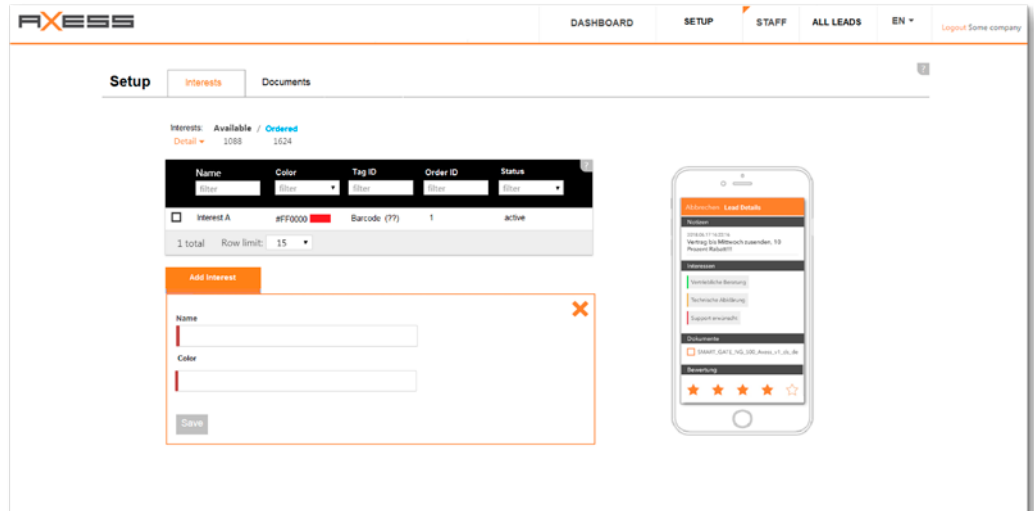 AXESS
DASHBOARD SETUP STAFF ALL LEADS EN
Logout Some company
?
Setup Interests Documents
Interests: Available / Ordered
Detail 1088 1624
?
Name Color Tag ID Order ID Status
filter filter filter filter filter
Interest A #FF0000 Barcode (??) 1 active
1 total Row limit: 15
Add Interest
Name
Color
Save
Abbrechen Lead Details
Notizen
Vertrag bis Mittwoch zusenden. 10
Prozent Rabatt!!!
Interessen
Vertriebliche Beratung
Technische Abklärung
Support erwünscht
Dokumente
Bewertung